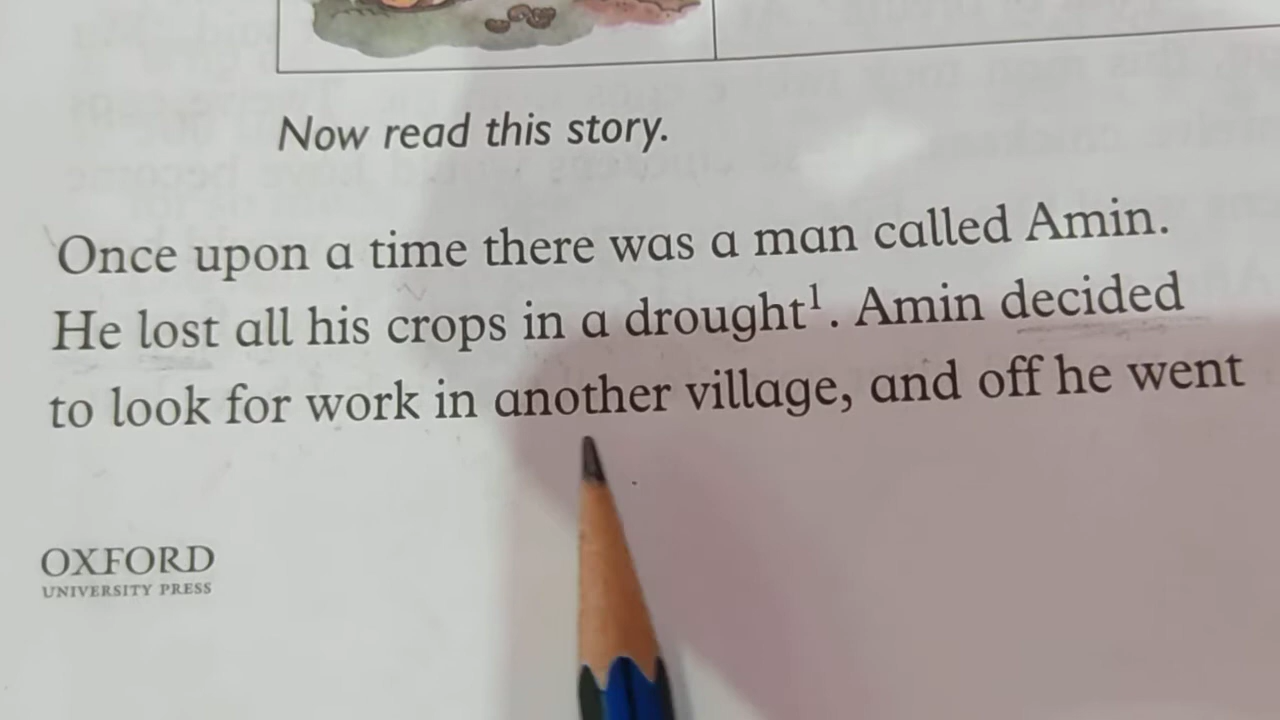 Now read this story.
Once upon a time there was a man called Amin.
He lost all his crops in a drought¹. Amin decided
to look for work in another village, and off he went
OXFORD
UNIVERSITY PRESS